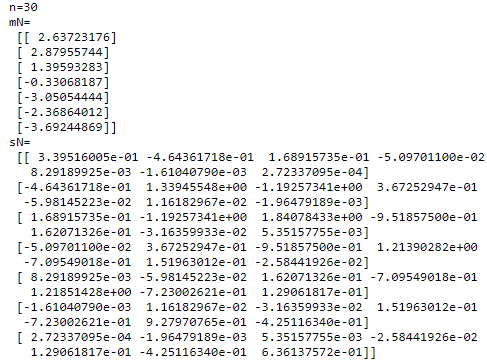 n=30
mN=
[[ 2.63723176]
[ 2.87955744]
[ 1.39593283]
[-0.33068187]
[-3.05054444]
[-2.36864012]
[-3.69244869]]
sN=
[[ 3.39516005e-01 -4.64361718e-01 1.68915735e-01 -5.09701100e-02
8.29189925e-03 -1.61040790e-03 2.72337095e-04]
[-4.64361718e-01 1.33945548e+00 -1.19257341e+00 3.67252947e-01
-5.98145223e-02 1.16182967e-02 -1.96479189e-03]
[ 1.68915735e-01 -1.19257341e+00 1.84078433e+00 -9.51857500e-01
1.62071326e-01 -3.16359933e-02 5.35157755e-03]
[-5.09701100e-02 3.67252947e-01 -9.51857500e-01 1.21390282e+00
-7.09549018e-01 1.51963012e-01 -2.58441926e-02]
[ 8.29189925e-03 -5.98145223e-02 1.62071326e-01 -7.09549018e-01
1.21851428e+00 -7.23002621e-01 1.29061817e-01]
[-1.61040790e-03 1.16182967e-02 -3.16359933e-02 1.51963012e-01
-7.23002621e-01 9.27970765e-01 -4.25116340e-01]
[ 2.72337095e-04 -1.96479189e-03 5.35157755e-03 -2.58441926e-02
1.29061817e-01 -4.25116340e-01 6.36137572e-01]]